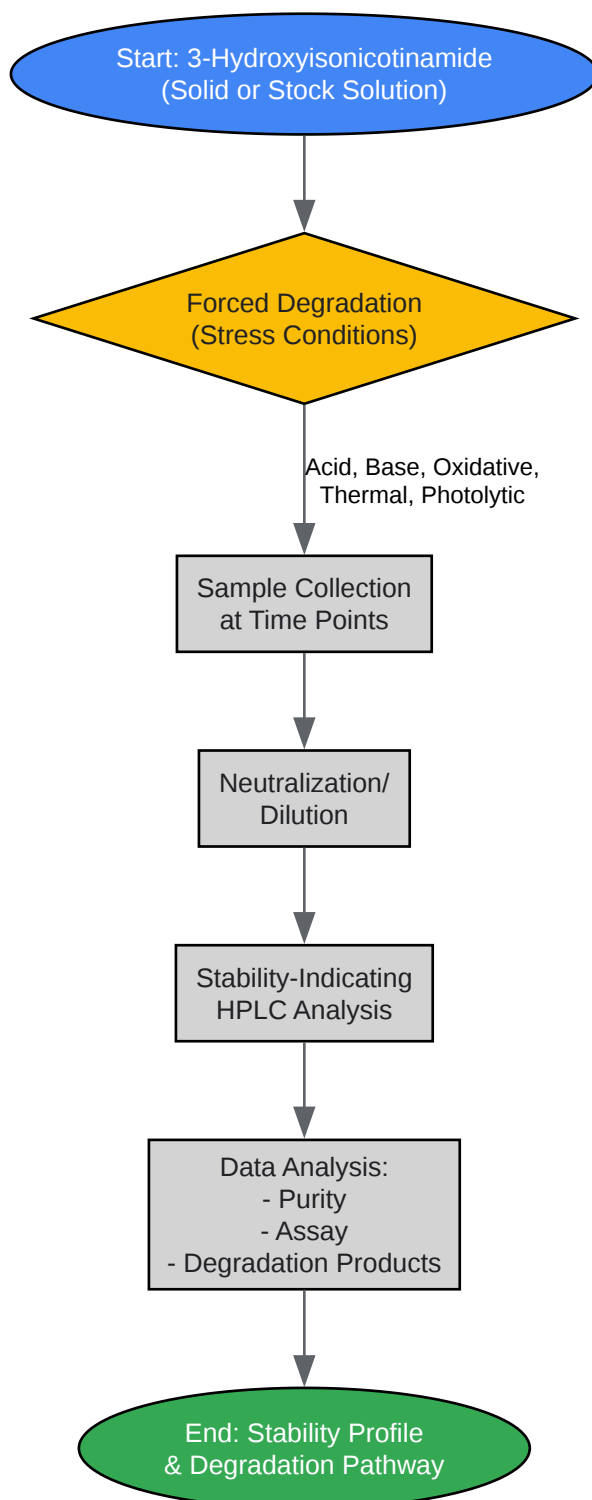 Start: 3-Hydroxyisonicotinamide
(Solid or Stock Solution)
Forced Degradation
(Stress Conditions)
Acid, Base, Oxidative,
Thermal, Photolytic
Sample Collection
at Time Points
Neutralization/
Dilution
Stability-Indicating
HPLC Analysis
Data Analysis:
- Purity
- Assay
- Degradation Products
End: Stability Profile
& Degradation Pathway